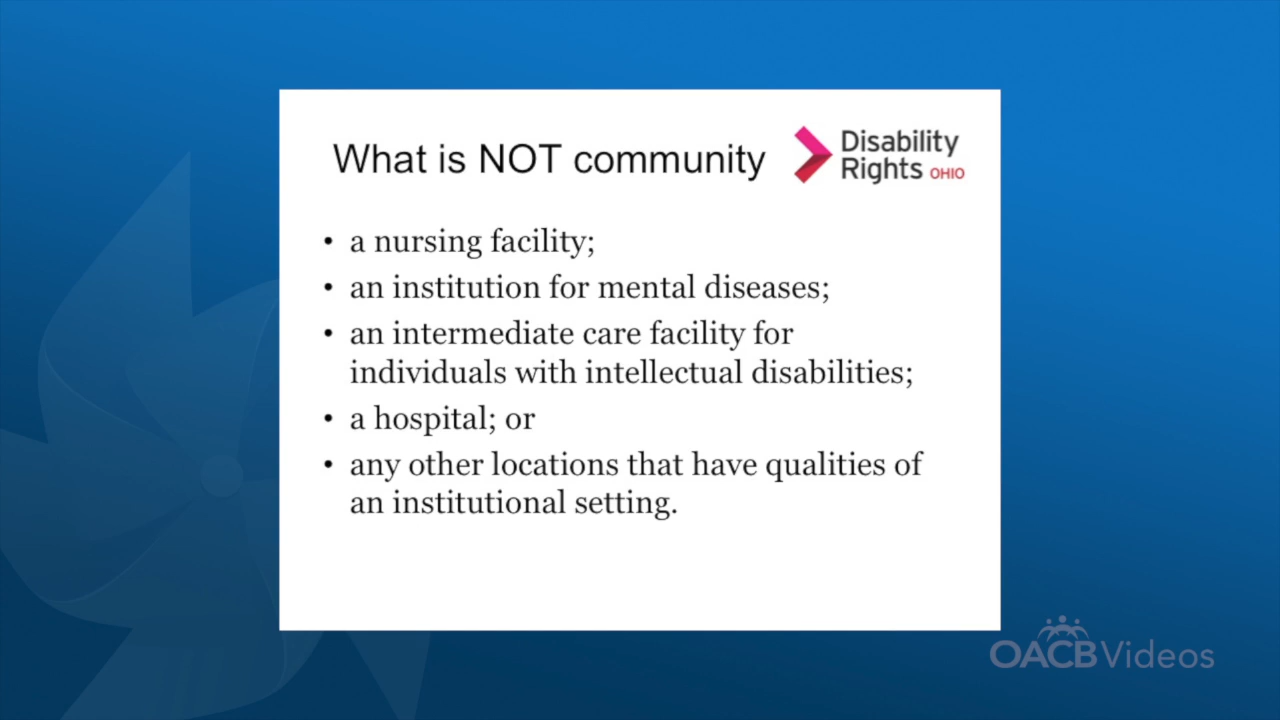 What is NOT community
Disability
Rights OHIO
• a nursing facility;
• an institution for mental diseases;
• an intermediate care facility for
individuals with intellectual disabilities;
• a hospital; or
• any other locations that have qualities of
an institutional setting.
OACBVideos